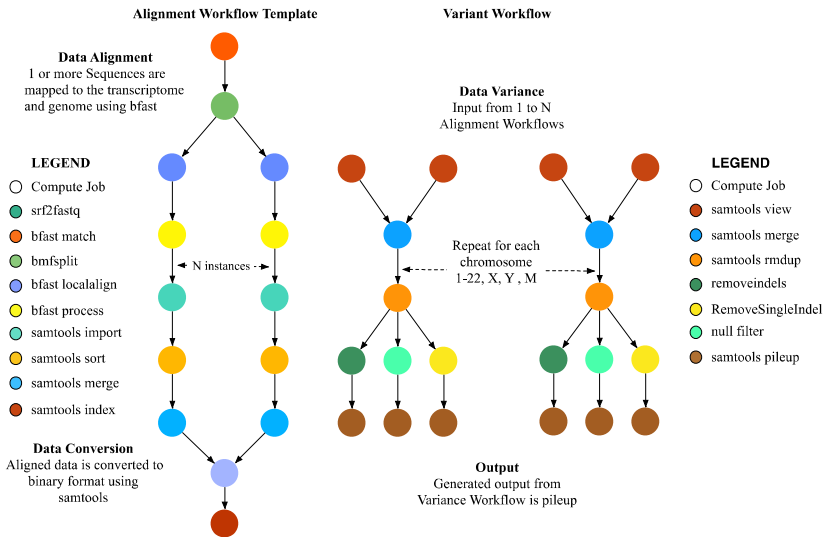 Alignment Workflow Template
Data Alignment
1 or more Sequences are
mapped to the transcriptome
and genome using bfast
LEGEND
Compute Job
srf2fastq
bfast match
bmfsplit
bfast localalign
bfast process
samtools import
samtools sort
samtools merge
samtools index
N instances
Data Conversion
Aligned data is converted to
binary format using
samtools
Variant Workflow
Data Variance
Input from 1 to N
Alignment Workflows
Repeat for each
chromosome
1-22, X, Y , M
Output
Generated output from
Variance Workflow is pileup
LEGEND
Compute Job
samtools view
samtools merge
samtools rmdup
removeindels
RemoveSingleIndel
null filter
samtools pileup